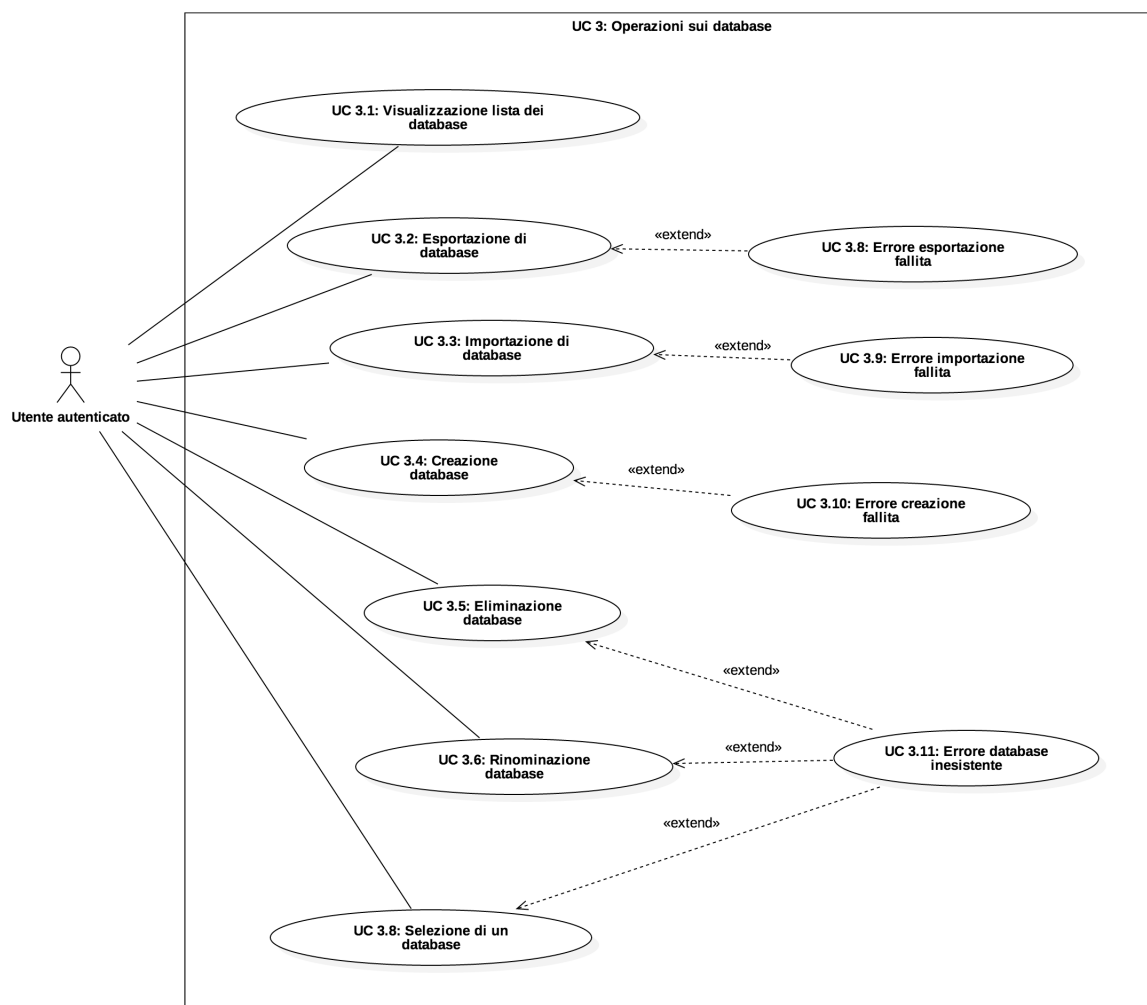 UC 3: Operazioni sui database
UC 3.1: Visualizzazione lista dei
database
UC 3.2: Esportazione di
database
«extend»
UC 3.8: Errore esportazione
fallita
UC 3.3: Importazione di
database
«extend»
UC 3.9: Errore importazione
fallita
Utente autenticato
UC 3.4: Creazione
database
«extend»
UC 3.10: Errore creazione
fallita
UC 3.5: Eliminazione
database
«extend»
UC 3.6: Rinominazione
database
«extend»
UC 3.11: Errore database
inesistente
«extend»
UC 3.8: Selezione di un
database